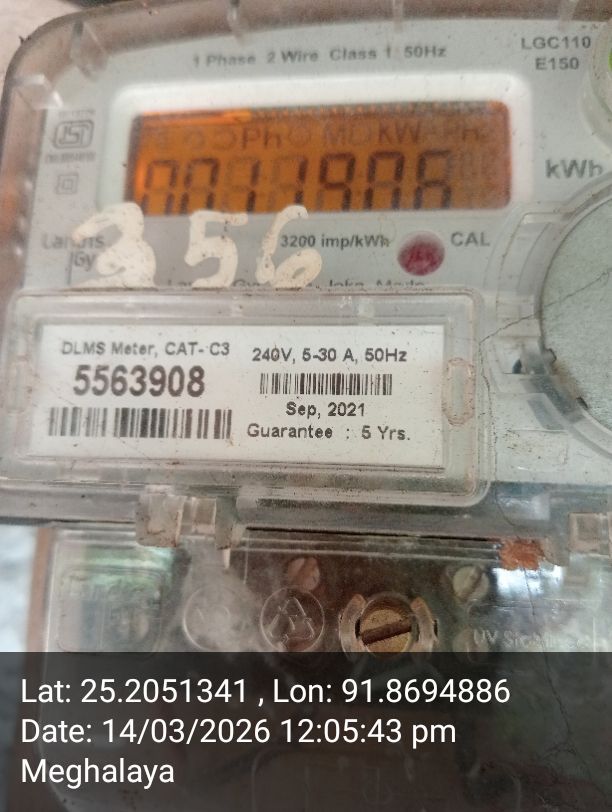 1 Phase 2 Wire Class 1 50Hz
LGC110
E150
kWh
Landis
Gy
356
3200 imp/kWh
CAL
DLMS Meter, CAT-C3
5563908
240V, 5-30 A, 50Hz
Sep, 2021
Guarantee : 5 Yrs.
Lat: 25.2051341 , Lon: 91.8694886
Date: 14/03/2026 12:05:43 pm
Meghalaya